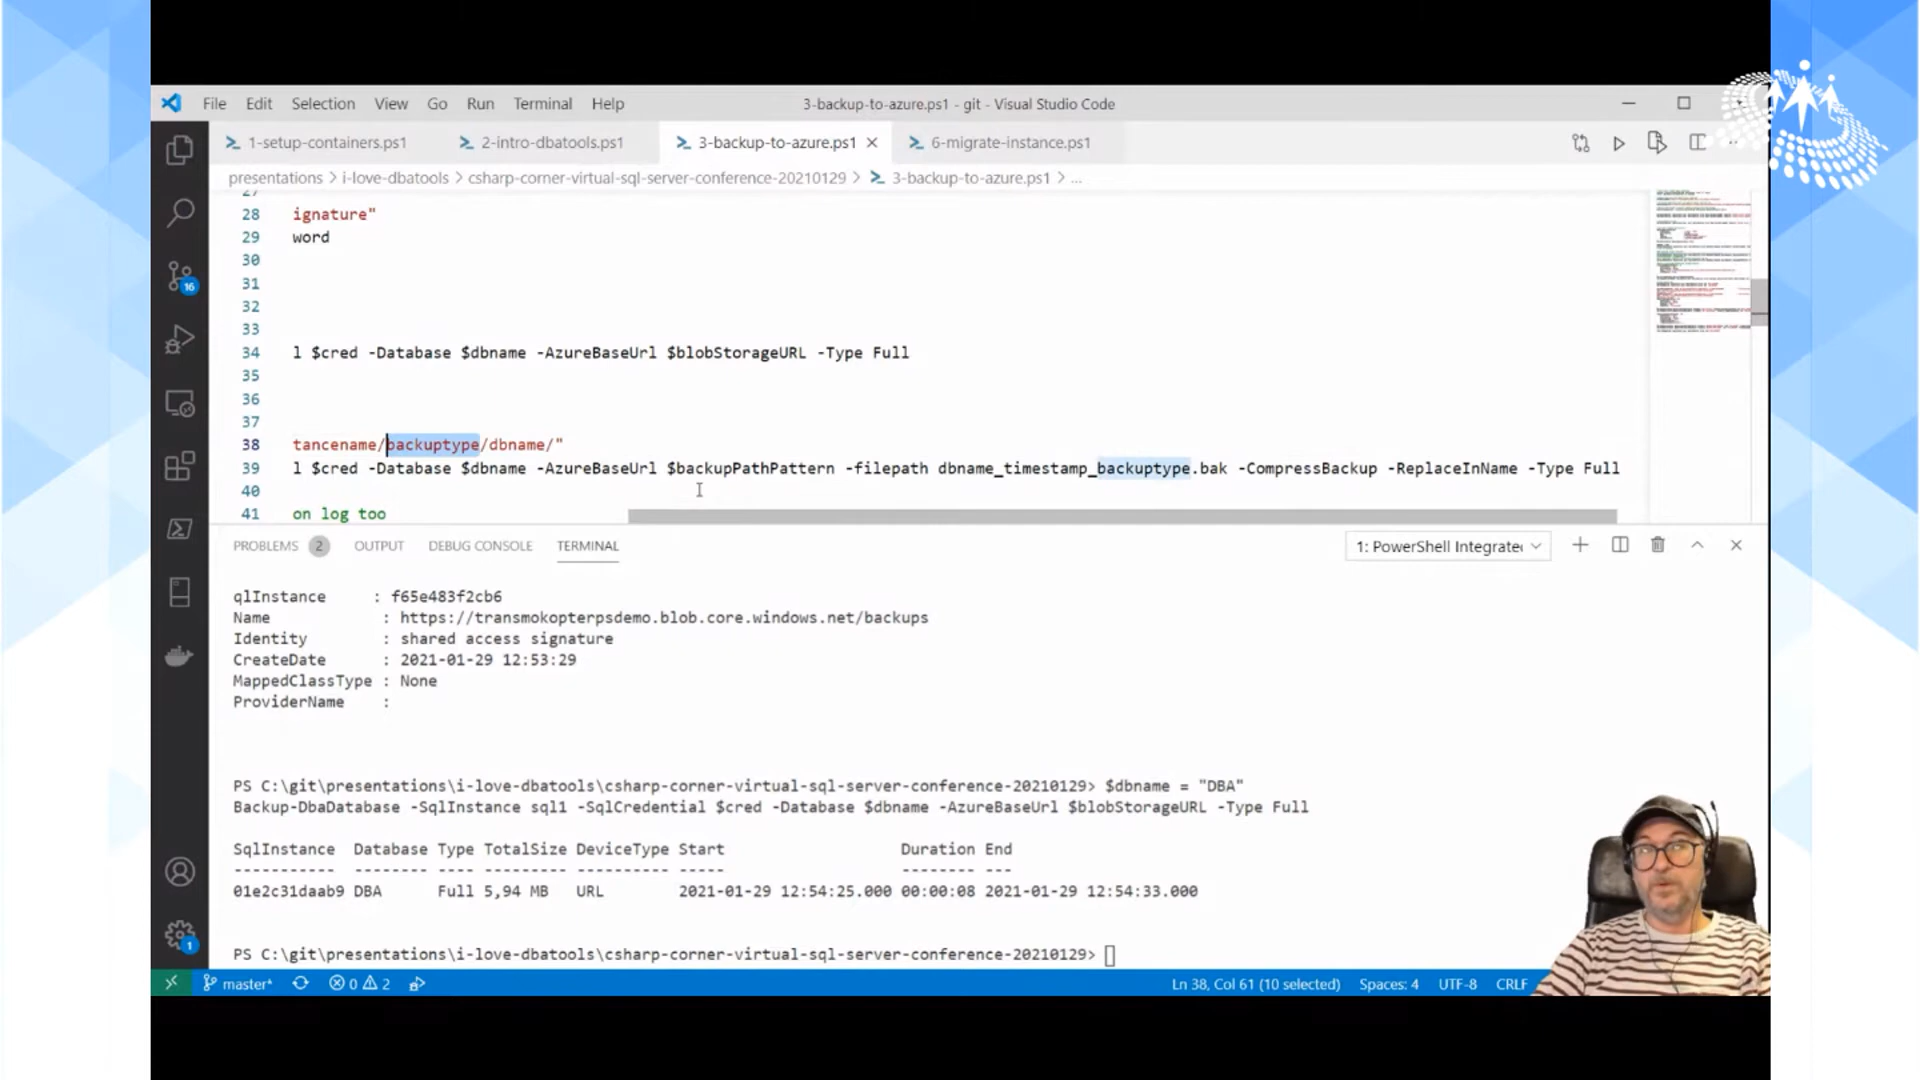 File Edit Selection View Go Run Terminal Help 3-backup-to-azure.ps1 - git - Visual Studio Code
1-setup-containers.ps1 2-intro-dbatools.ps1 3-backup-to-azure.ps1 6-migrate-instance.ps1
presentations > i-love-dbatools > csharp-corner-virtual-sql-server-conference-20210129 > 3-backup-to-azure.ps1 > ...
27
28 ignature"
29 word
30
31
32
33
34 l $cred -Database $dbname -AzureBaseUrl $blobStorageURL -Type Full
35
36
37
38 tancename/backuptype/dbname/"
39 l $cred -Database $dbname -AzureBaseUrl $backupPathPattern -filepath dbname_timestamp_backuptype.bak -CompressBackup -ReplaceInName -Type Full
40
41 on log too
16
PROBLEMS 2 OUTPUT DEBUG CONSOLE TERMINAL 1: PowerShell Integrate
qlInstance : f65e483f2cb6
Name : https://transmokopterpsdemo.blob.core.windows.net/backups
Identity : shared access signature
CreateDate : 2021-01-29 12:53:29
MappedClassType : None
ProviderName :
PS C:\git\presentations\i-love-dbatools\csharp-corner-virtual-sql-server-conference-20210129> $dbname = "DBA"
Backup-DbaDatabase -SqlInstance sql1 -SqlCredential $cred -Database $dbname -AzureBaseUrl $blobStorageURL -Type Full
SqlInstance Database Type TotalSize DeviceType Start Duration End
----------- -------- ---- --------- ---------- ----- -------- ---
01e2c31daab9 DBA Full 5,94 MB URL 2021-01-29 12:54:25.000 00:00:08 2021-01-29 12:54:33.000
PS C:\git\presentations\i-love-dbatools\csharp-corner-virtual-sql-server-conference-20210129>
1
master* 0 2 Ln 38, Col 61 (10 selected) Spaces: 4 UTF-8 CRLF